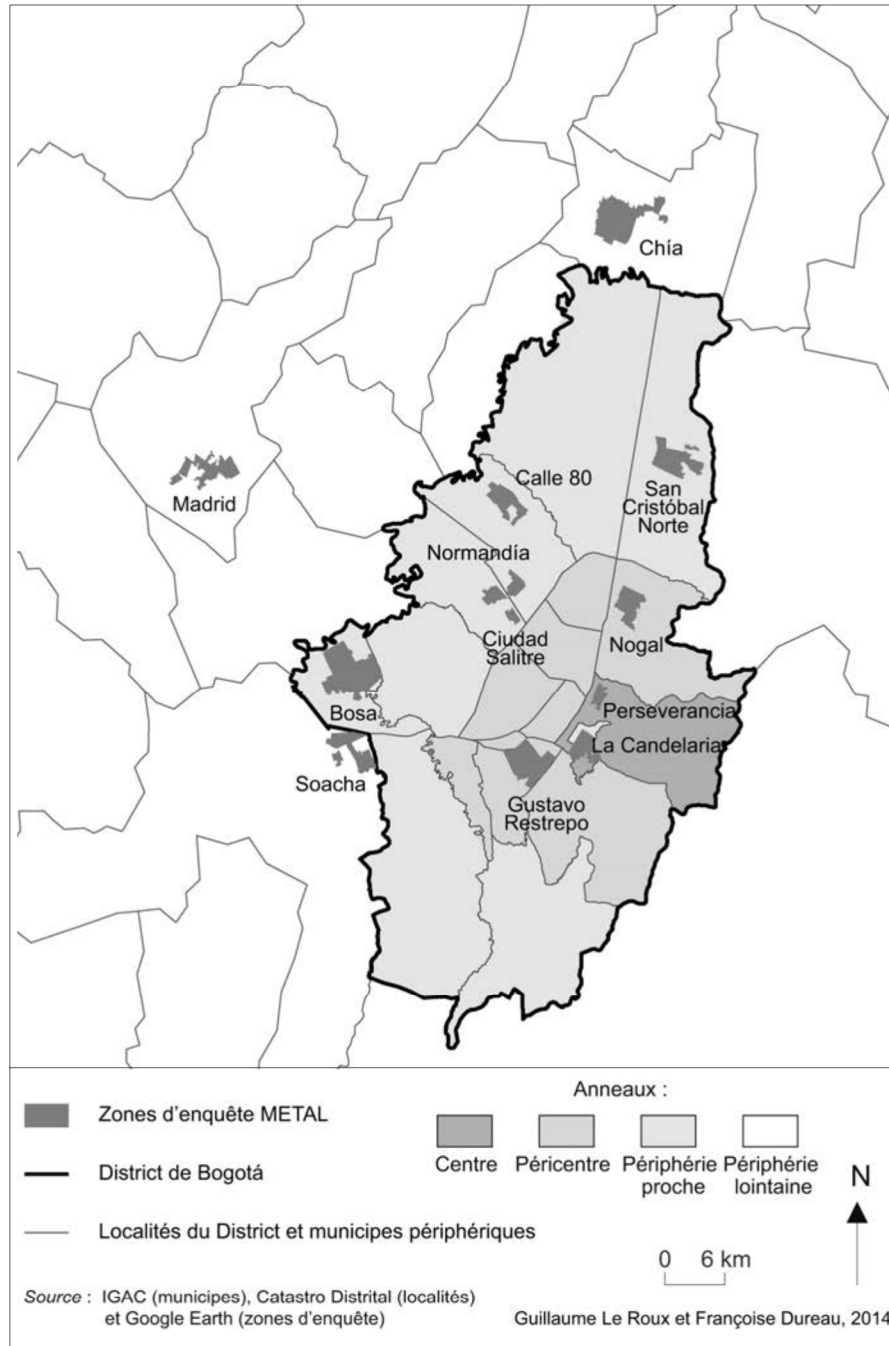 Chía
Madrid
Calle 80
San
Cristóbal
Norte
Normandía
Ciudad
Salitre
Nogal
Bosa
Perseverancia
La Candelaria
Soacha
Gustavo
Restrepo
Zones d'enquête METAL
District de Bogotá
Localités du District et municipes périphériques
Anneaux :
Centre
Péricentre
Périphérie
proche
Périphérie
lointaine
N
0 6 km
Source : IGAC (municipes), Catastro Distrital (localités)
et Google Earth (zones d'enquête)
Guillaume Le Roux et Françoise Dureau, 2014